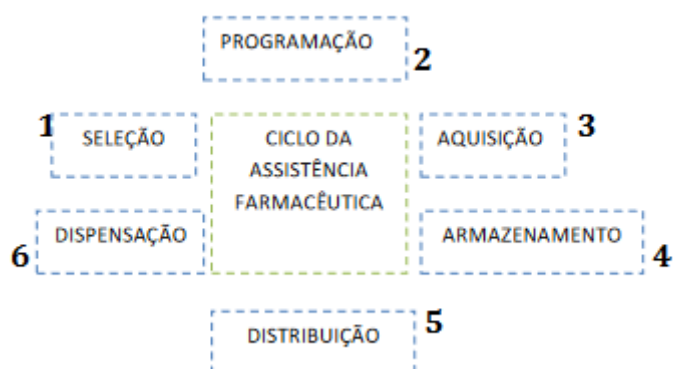 PROGRAMAÇÃO
2
1
SELEÇÃO
CICLO DA
ASSISTÊNCIA
FARMACÊUTICA
AQUISIÇÃO
3
DISPENSAÇÃO
6
ARMAZENAMENTO
4
DISTRIBUIÇÃO
5